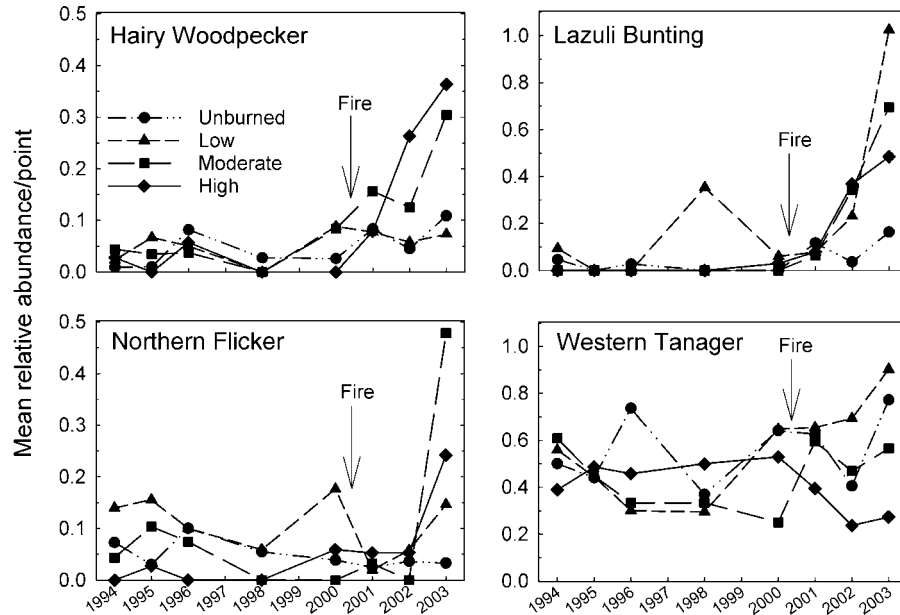 Mean relative abundance/point
Hairy Woodpecker
0.5
0.4
0.3
0.2
0.1
0.0
Unburned
Low
Moderate
High
Fire
Lazuli Bunting
1.0
0.8
0.6
0.4
0.2
0.0
Fire
Northern Flicker
0.5
0.4
0.3
0.2
0.1
0.0
Fire
1994 1995 1996 1997 1998 1999 2000 2001 2002 2003
Western Tanager
1.0
0.8
0.6
0.4
0.2
0.0
Fire
1994 1995 1996 1997 1998 1999 2000 2001 2002 2003